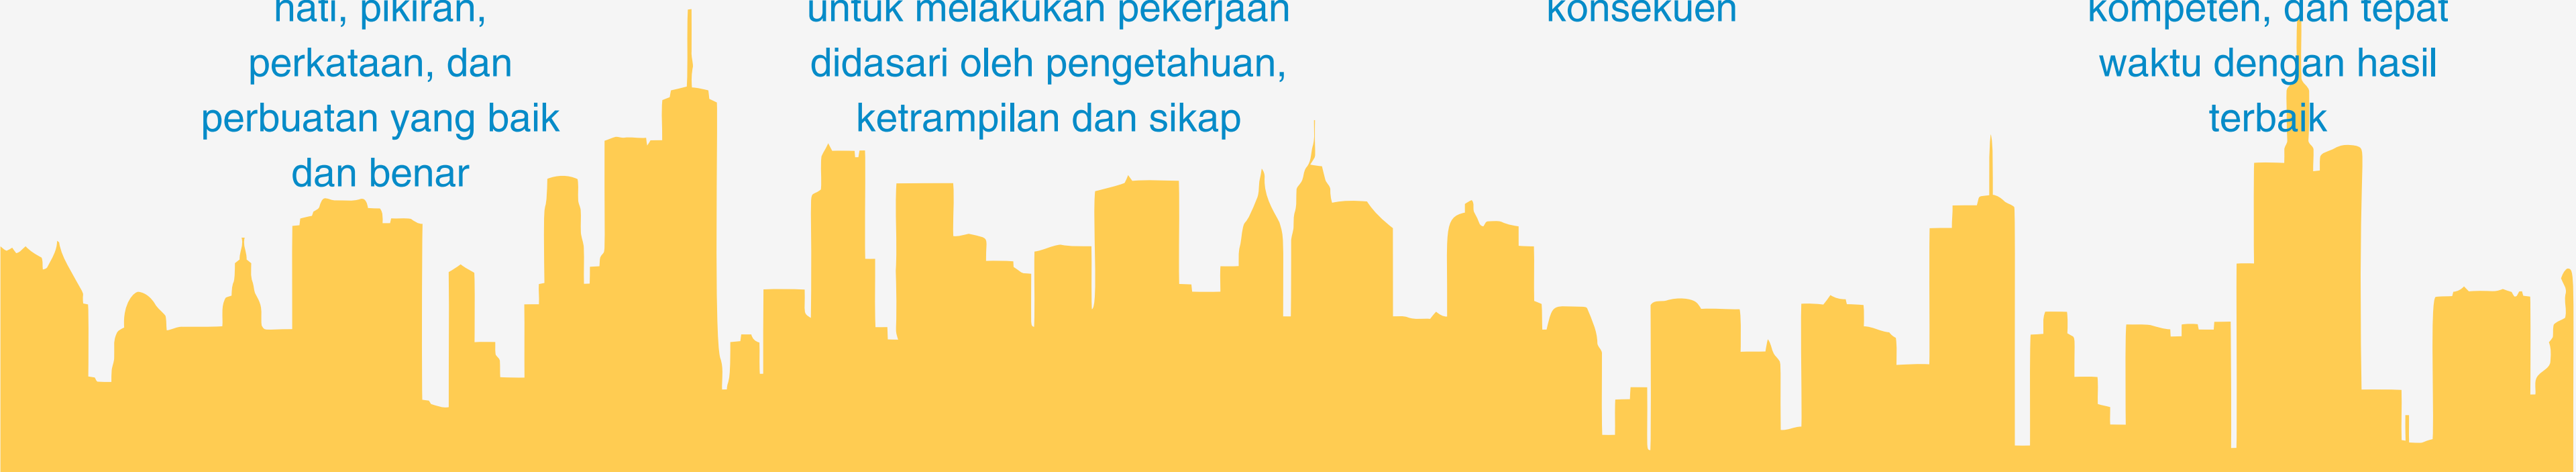 hati, pikiran,
perkataan, dan
perbuatan yang baik
dan benar
untuk melakukan pekerjaan
didasari oleh pengetahuan,
ketrampilan dan sikap
konsekuen
kompeten, dan tepat
waktu dengan hasil
terbaik